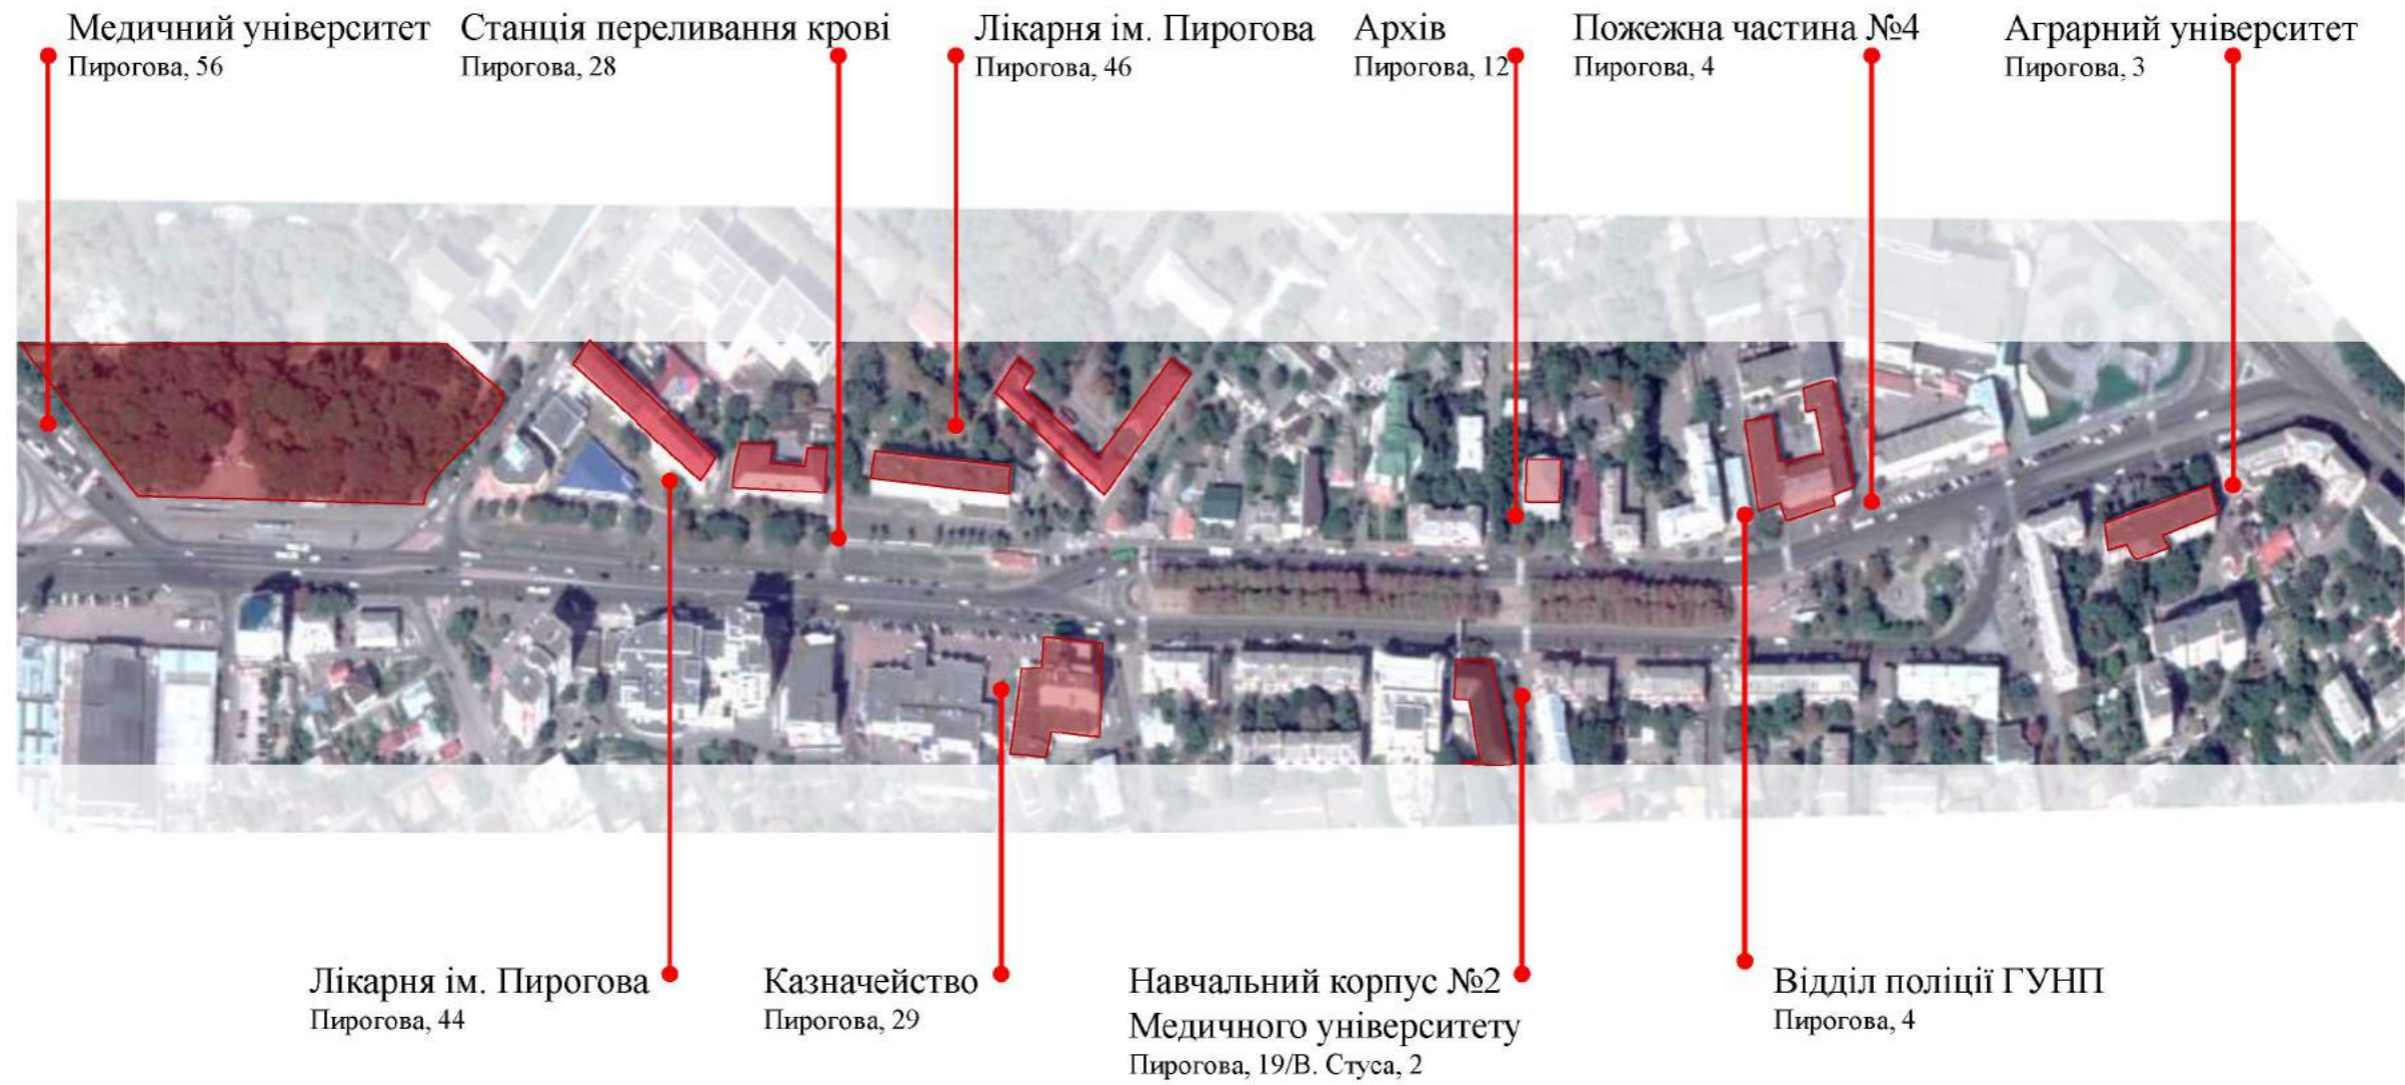 Медичний університет
Пирогова, 56
Станція переливання крові
Пирогова, 28
Лікарня ім. Пирогова
Пирогова, 46
Архів
Пирогова, 12
Пожежна частина №4
Пирогова, 4
Аграрний університет
Пирогова, 3
Лікарня ім. Пирогова
Пирогова, 44
Казначейство
Пирогова, 29
Навчальний корпус №2
Медичного університету
Пирогова, 19/В. Стуса, 2
Відділ поліції ГУНП
Пирогова, 4